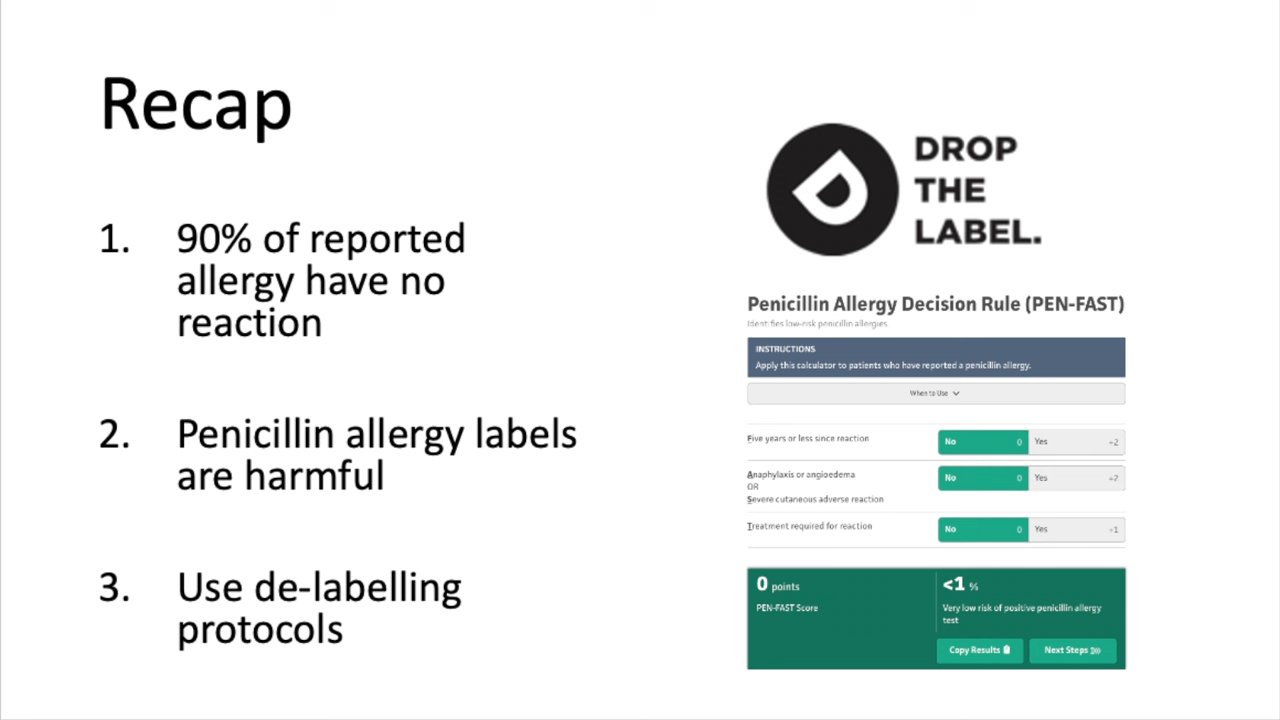 Recap
1. 90% of reported
allergy have no
reaction
2. Penicillin allergy labels
are harmful
3. Use de-labelling
protocols
DROP
THE
LABEL.
Penicillin Allergy Decision Rule (PEN-FAST)
Identifies low-risk penicillin allergies
INSTRUCTIONS
Apply this calculator to patients who have reported a penicillin allergy.
When to Use
Five years or less since reaction
No 0 Yes +2
Anaphylaxis or angioedema
OR
Severe cutaneous adverse reaction
No 0 Yes +2
Treatment required for reaction
No 0 Yes +1
0 points
PEN-FAST Score
<1 %
Very low risk of positive penicillin allergy
test
Copy Results
Next Steps